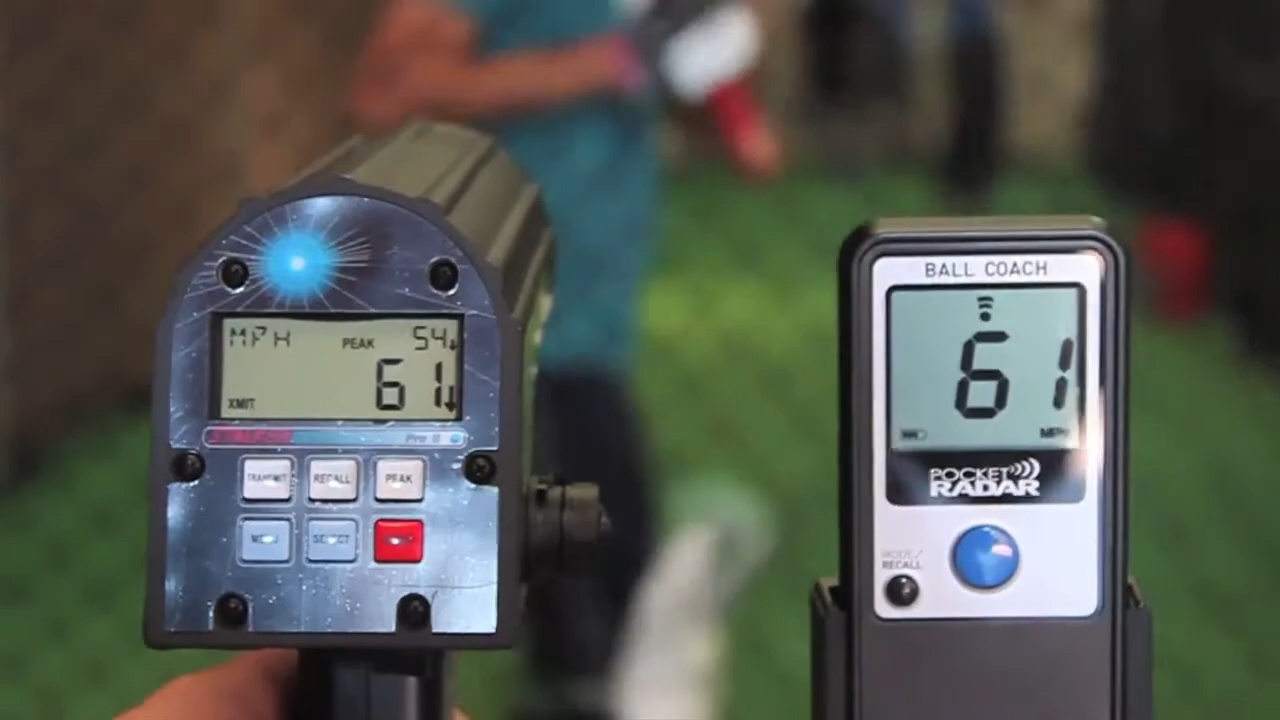 MPH PEAK 54
61
XMIT
STALKER Pro II
TRANSMIT RECALL PEAK
SELECT
BALL COACH
61
MPH
POCKET
RADAR
MODE/
RECALL